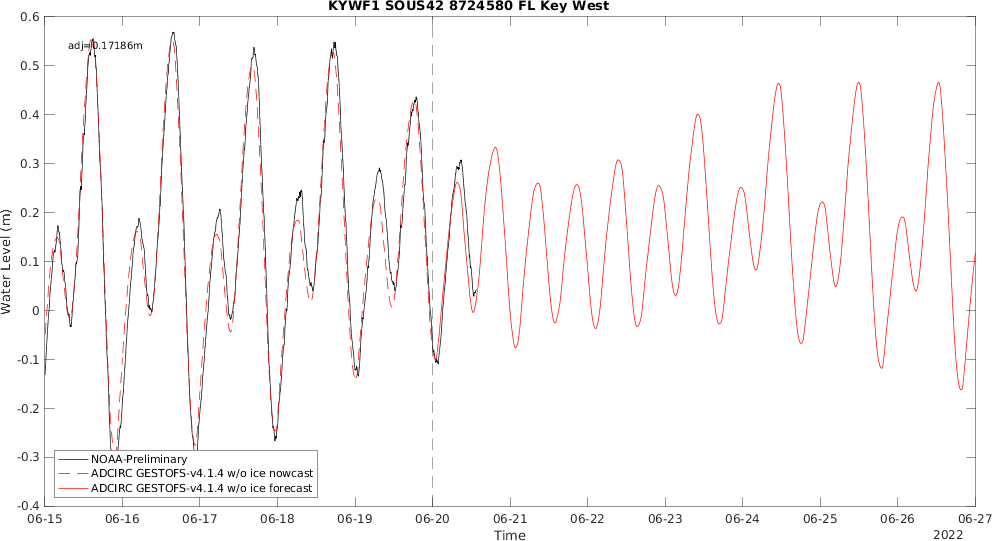 KYWF1 SOUS42 8724580 FL Key West
adj=0.17186m
Water Level (m)
0.6
0.5
0.4
0.3
0.2
0.1
0
-0.1
-0.2
-0.3
-0.4
NOAA-Preliminary
ADCIRC GESTOFS-v4.1.4 w/o ice nowcast
ADCIRC GESTOFS-v4.1.4 w/o ice forecast
06-15 06-16 06-17 06-18 06-19 06-20 06-21 06-22 06-23 06-24 06-25 06-26 06-27
Time
2022